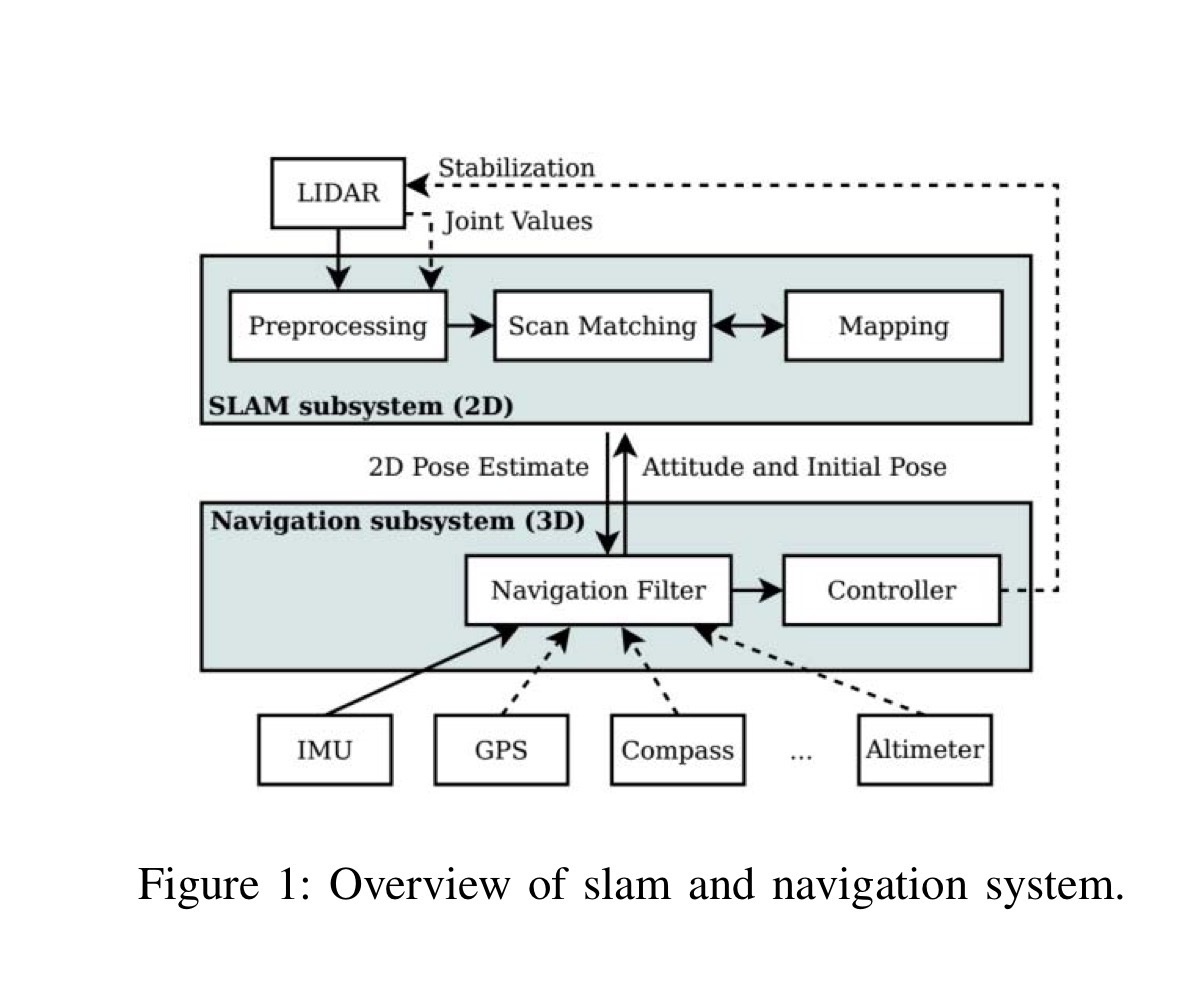 Stabilization
LIDAR
Joint Values
Preprocessing
Scan Matching
Mapping
SLAM subsystem (2D)
2D Pose Estimate
Attitude and Initial Pose
Navigation subsystem (3D)
Navigation Filter
Controller
IMU
GPS
Compass
...
Altimeter
Figure 1: Overview of slam and navigation system.